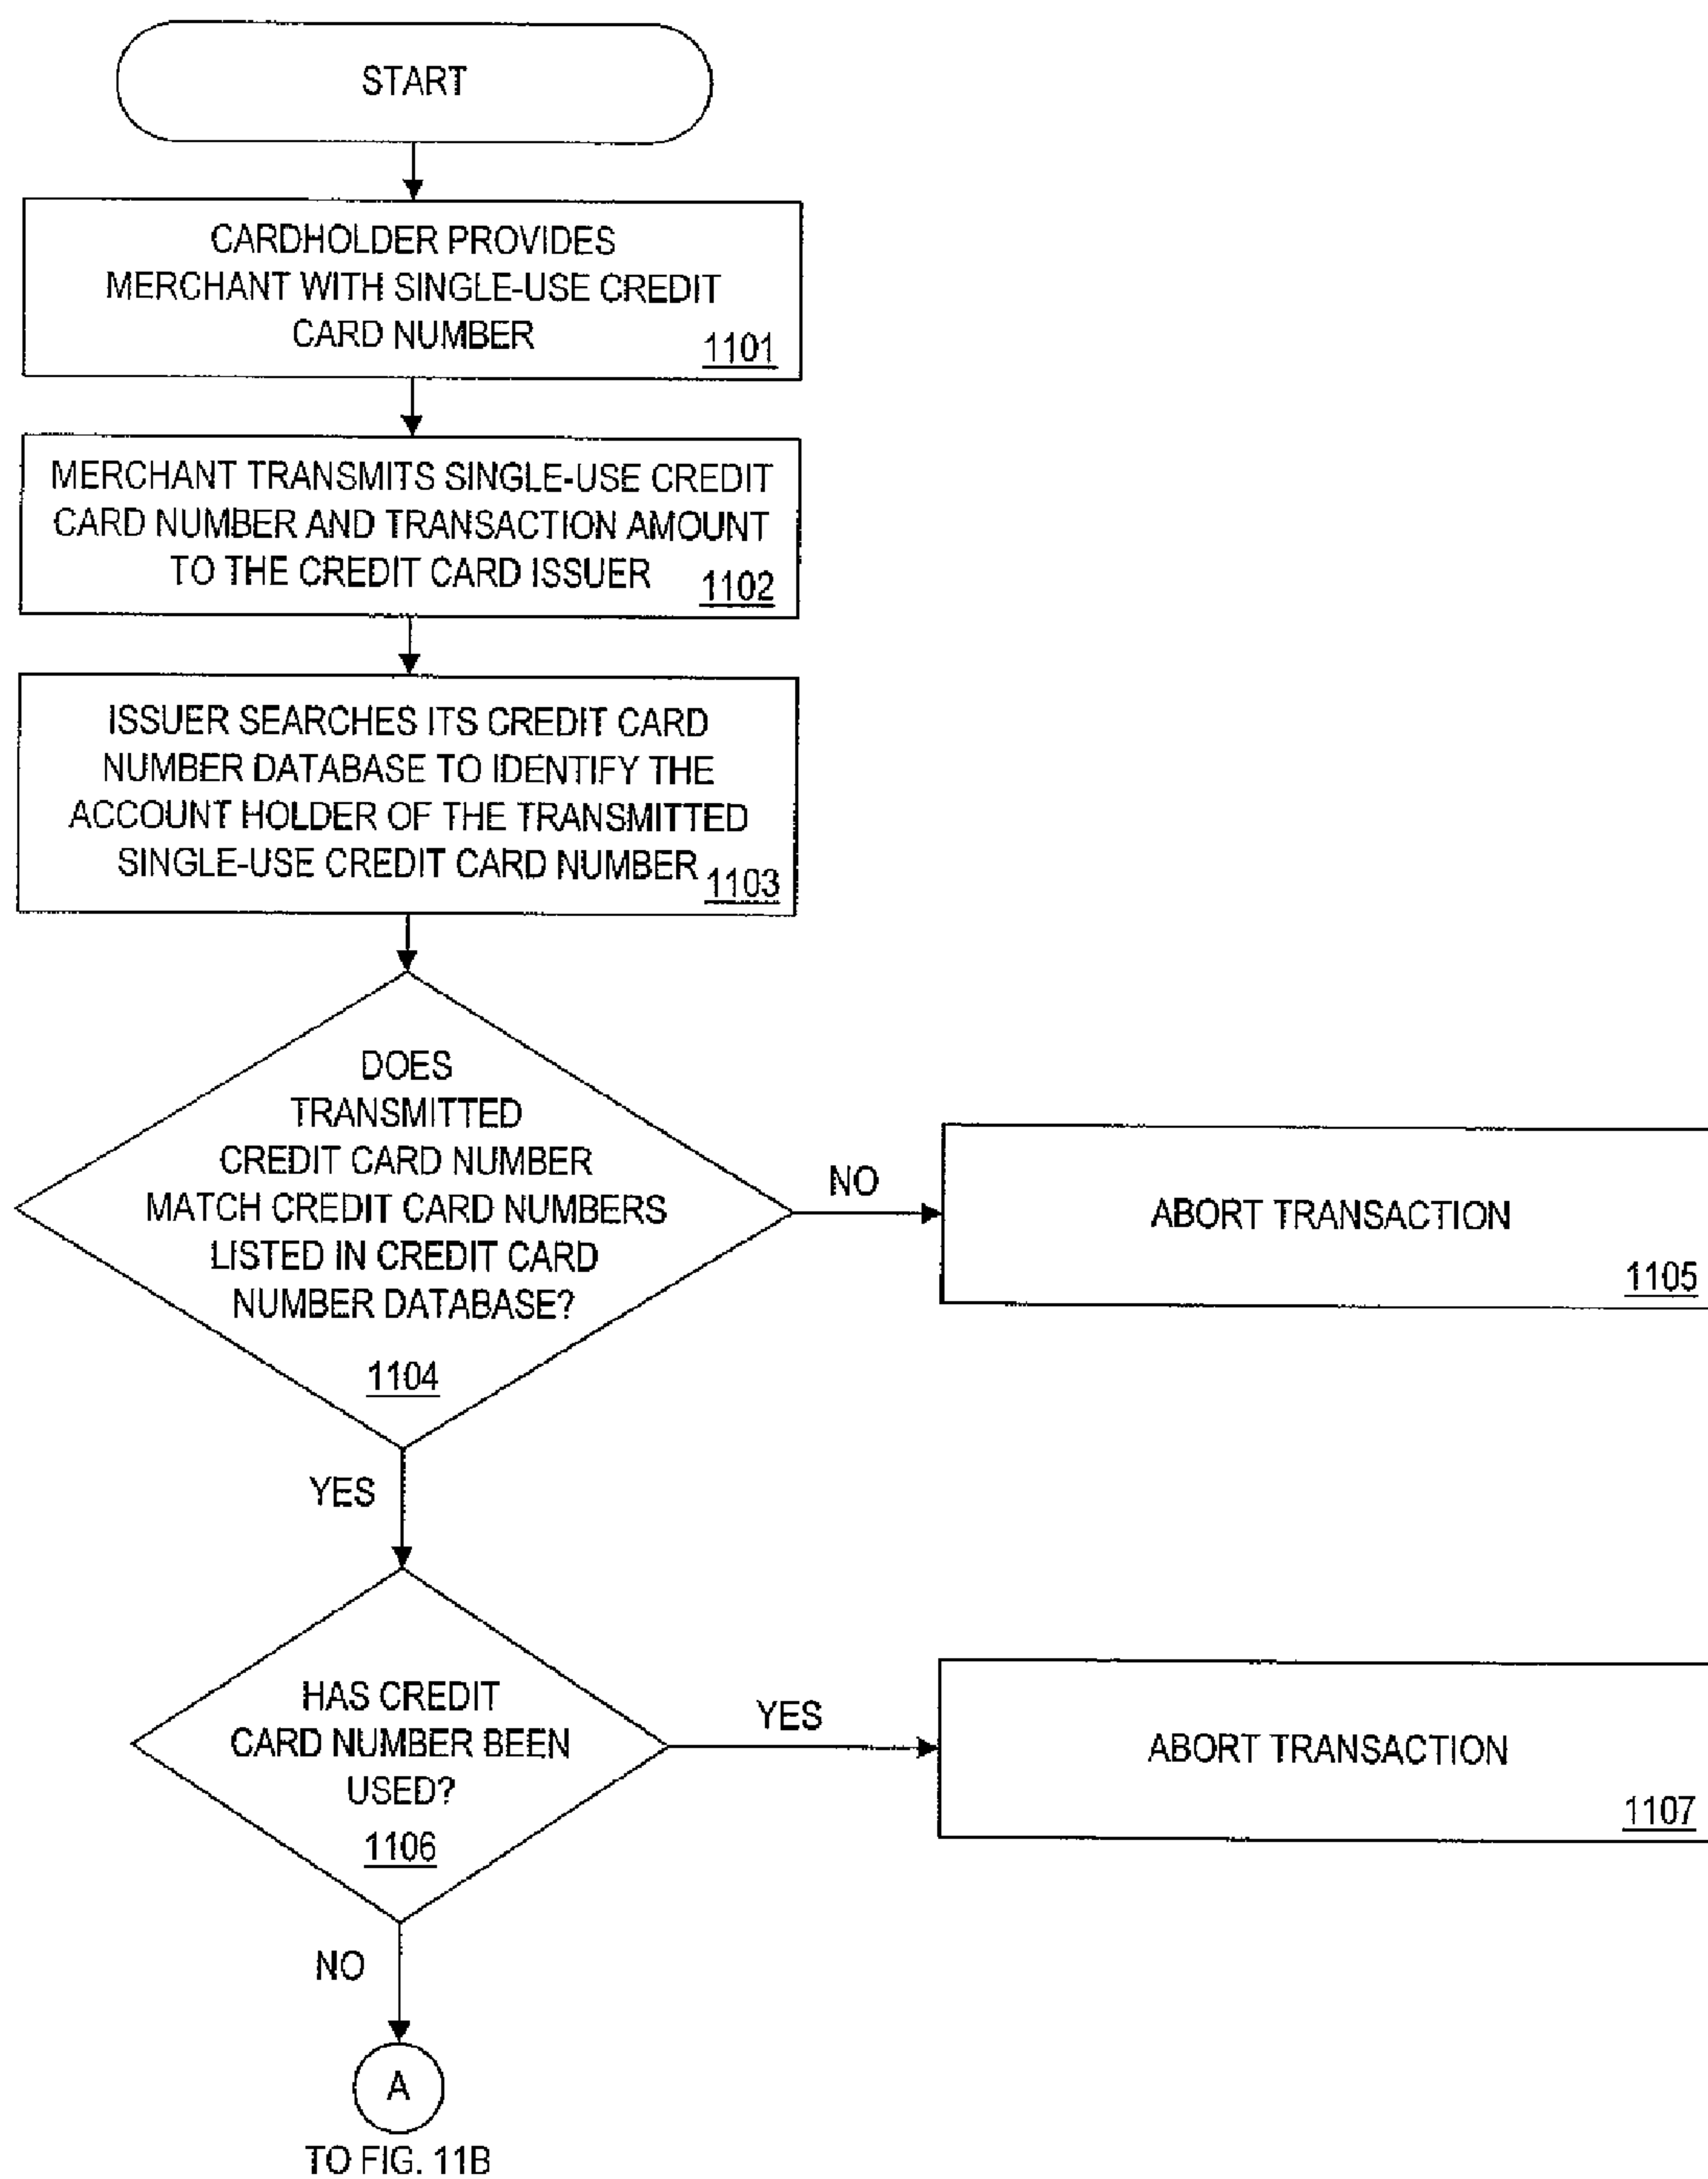 START
CARDHOLDER PROVIDES
MERCHANT WITH SINGLE-USE CREDIT
CARD NUMBER
1101
MERCHANT TRANSMITS SINGLE-USE CREDIT
CARD NUMBER AND TRANSACTION AMOUNT
TO THE CREDIT CARD ISSUER
1102
ISSUER SEARCHES ITS CREDIT CARD
NUMBER DATABASE TO IDENTIFY THE
ACCOUNT HOLDER OF THE TRANSMITTED
SINGLE-USE CREDIT CARD NUMBER
1103
DOES
TRANSMITTED
CREDIT CARD NUMBER
MATCH CREDIT CARD NUMBERS
LISTED IN CREDIT CARD
NUMBER DATABASE?
1104
NO
ABORT TRANSACTION
1105
YES
HAS CREDIT
CARD NUMBER BEEN
USED?
1106
YES
ABORT TRANSACTION
1107
NO
A
TO FIG. 11B